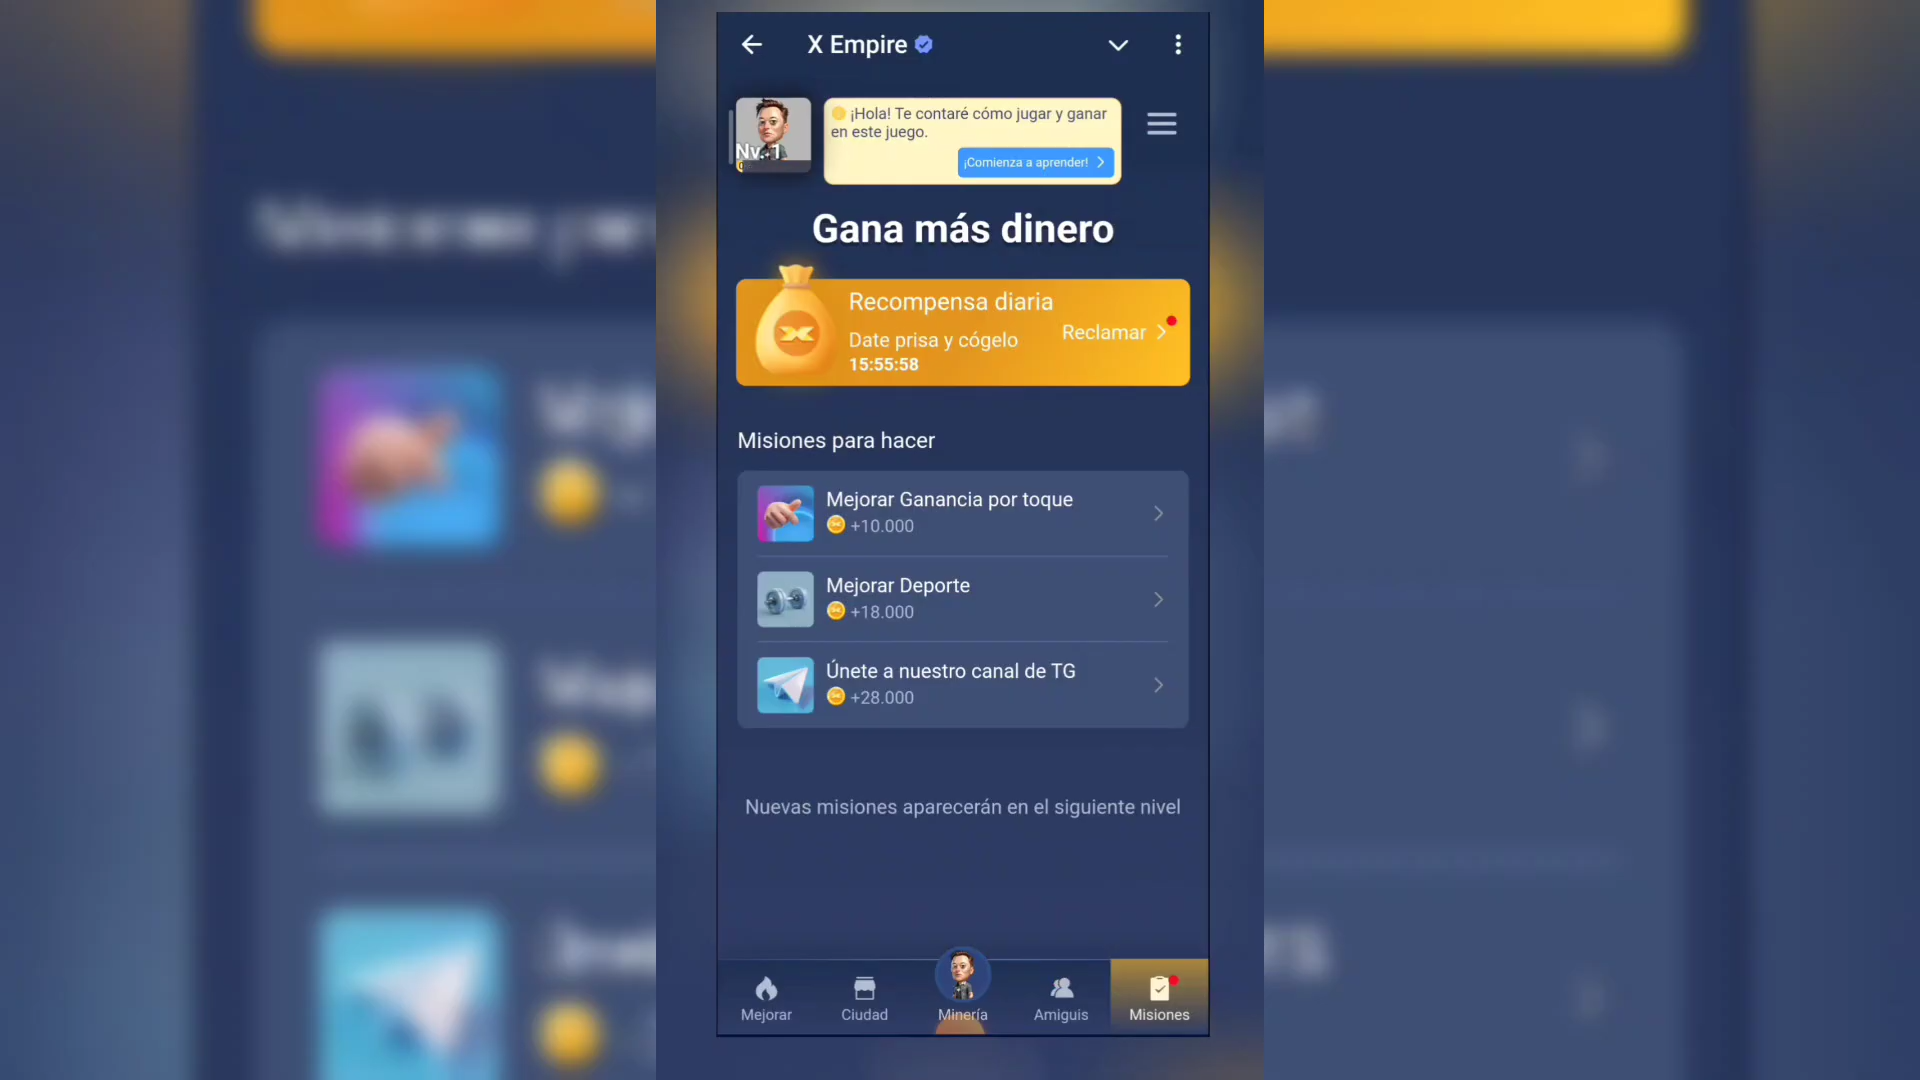 X Empire
Nv. 1
¡Hola! Te contaré cómo jugar y ganar
en este juego.
¡Comienza a aprender!
Gana más dinero
Recompensa diaria
Date prisa y cógelo
15:55:58
Reclamar
Misiones para hacer
Mejorar Ganancia por toque
+10.000
Mejorar Deporte
+18.000
Únete a nuestro canal de TG
+28.000
Nuevas misiones aparecerán en el siguiente nivel
Mejorar
Ciudad
Minería
Amiguis
Misiones